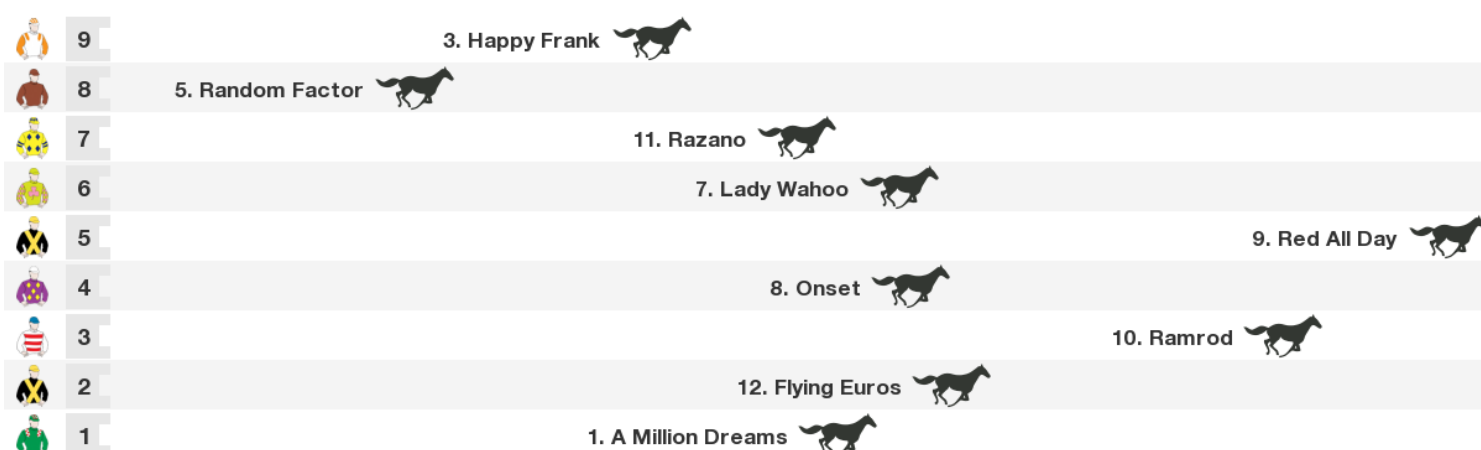 9 3. Happy Frank
8 5. Random Factor
7 11. Razano
6 7. Lady Wahoo
5 9. Red All Day
4 8. Onset
3 10. Ramrod
2 12. Flying Euros
1 1. A Million Dreams